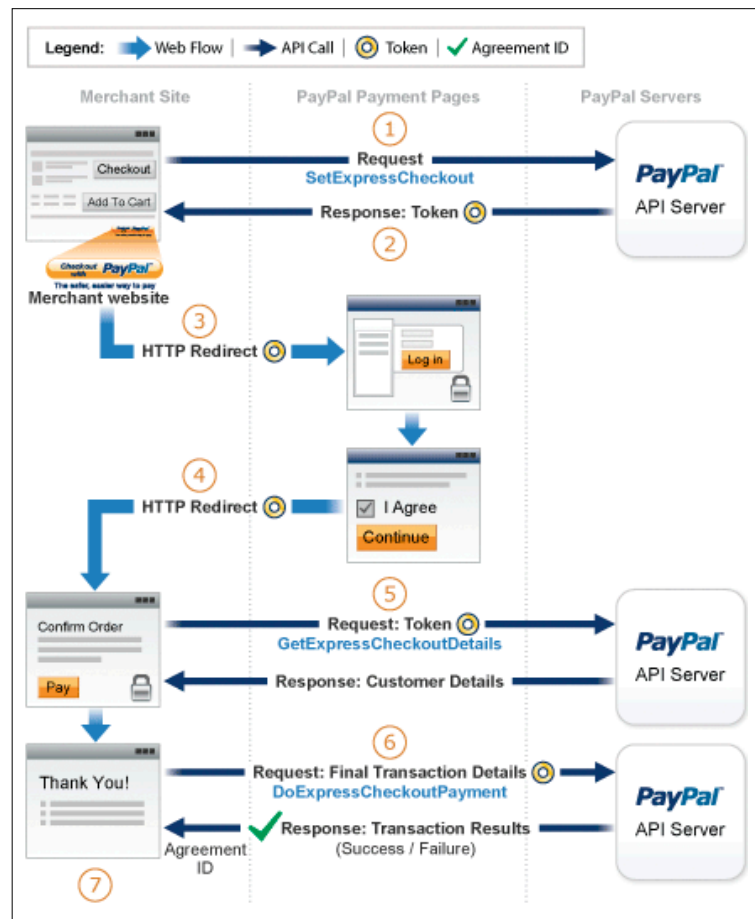 Legend: Web Flow | API Call | Token | Agreement ID
Merchant Site PayPal Payment Pages PayPal Servers
1
Checkout
Request
SetExpressCheckout
PayPal
API Server
Add To Cart
Response: Token
2
Checkout with PayPal
The safer, easier way to pay
Merchant website
3
HTTP Redirect
Log in
4
HTTP Redirect
I Agree
Continue
5
Confirm Order
Request: Token
GetExpressCheckoutDetails
PayPal
API Server
Pay
Response: Customer Details
6
Thank You!
Request: Final Transaction Details
DoExpressCheckoutPayment
PayPal
API Server
Response: Transaction Results
(Success / Failure)
Agreement
ID
7